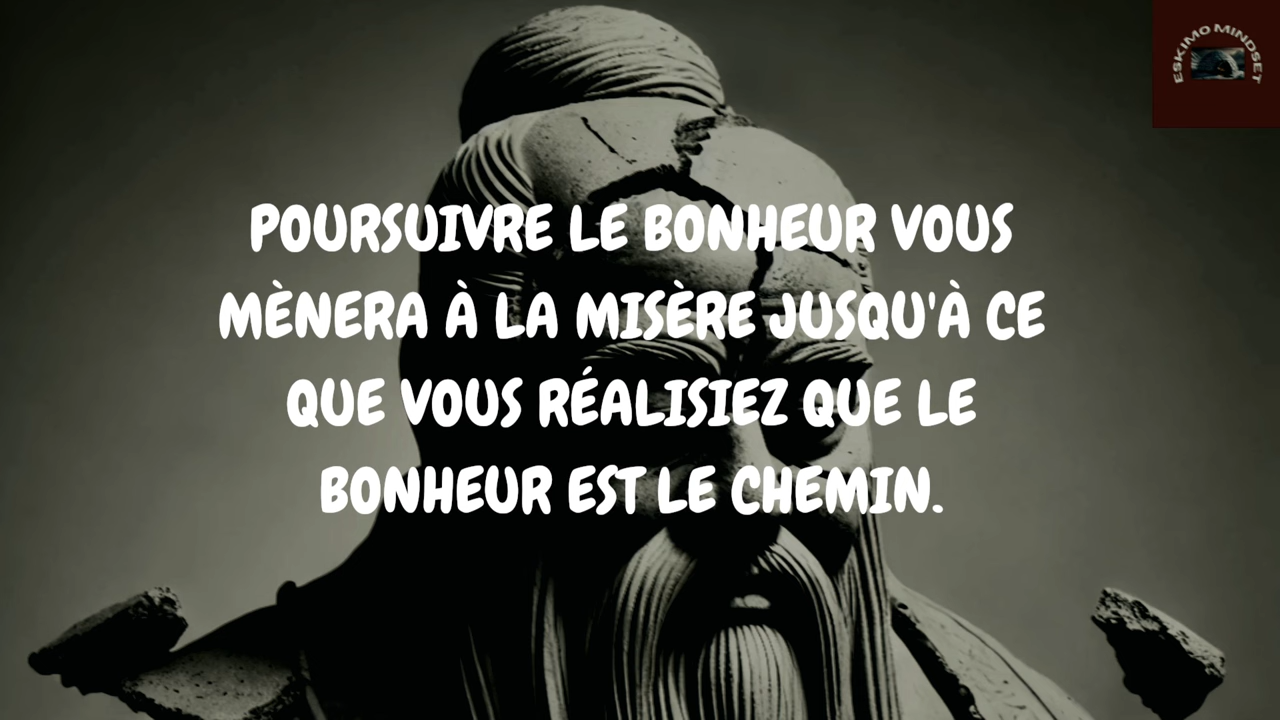 ESKIMO MINDSET
POURSUIVRE LE BONHEUR VOUS
MÈNERA À LA MISÈRE JUSQU'À CE
QUE VOUS RÉALISIEZ QUE LE
BONHEUR EST LE CHEMIN.